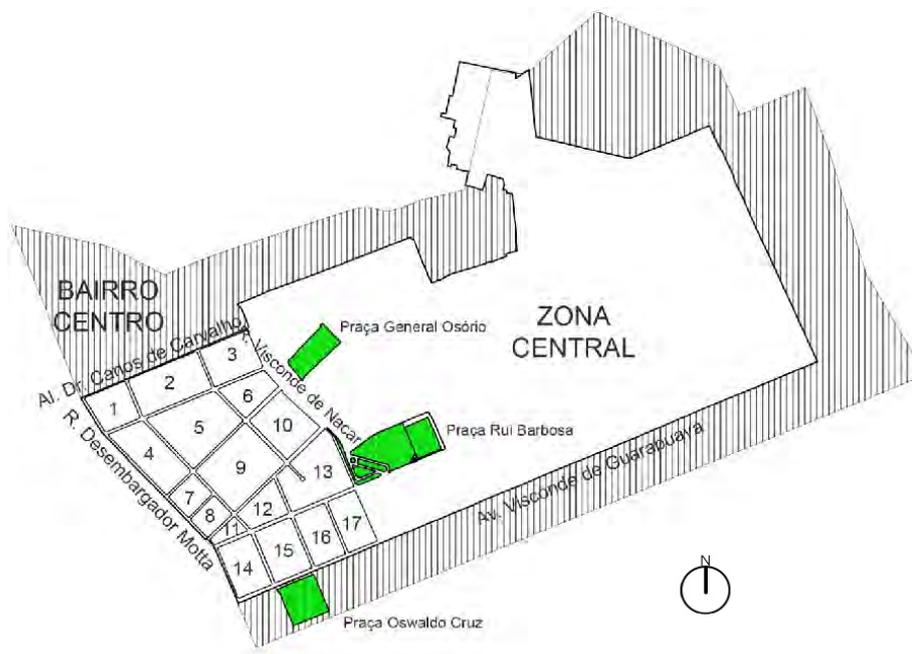 BAIRRO
CENTRO
Praça General Osório
ZONA
CENTRAL
Al. Dr. Carlos de Carvalho
R. Visconde de Nacar
3
2
1
6
5
10
4
9
13
7
8
12
11
17
16
15
14
R. Desembargador Motta
Praça Rui Barbosa
Av. Visconde de Guarapuava
N
Praça Oswaldo Cruz